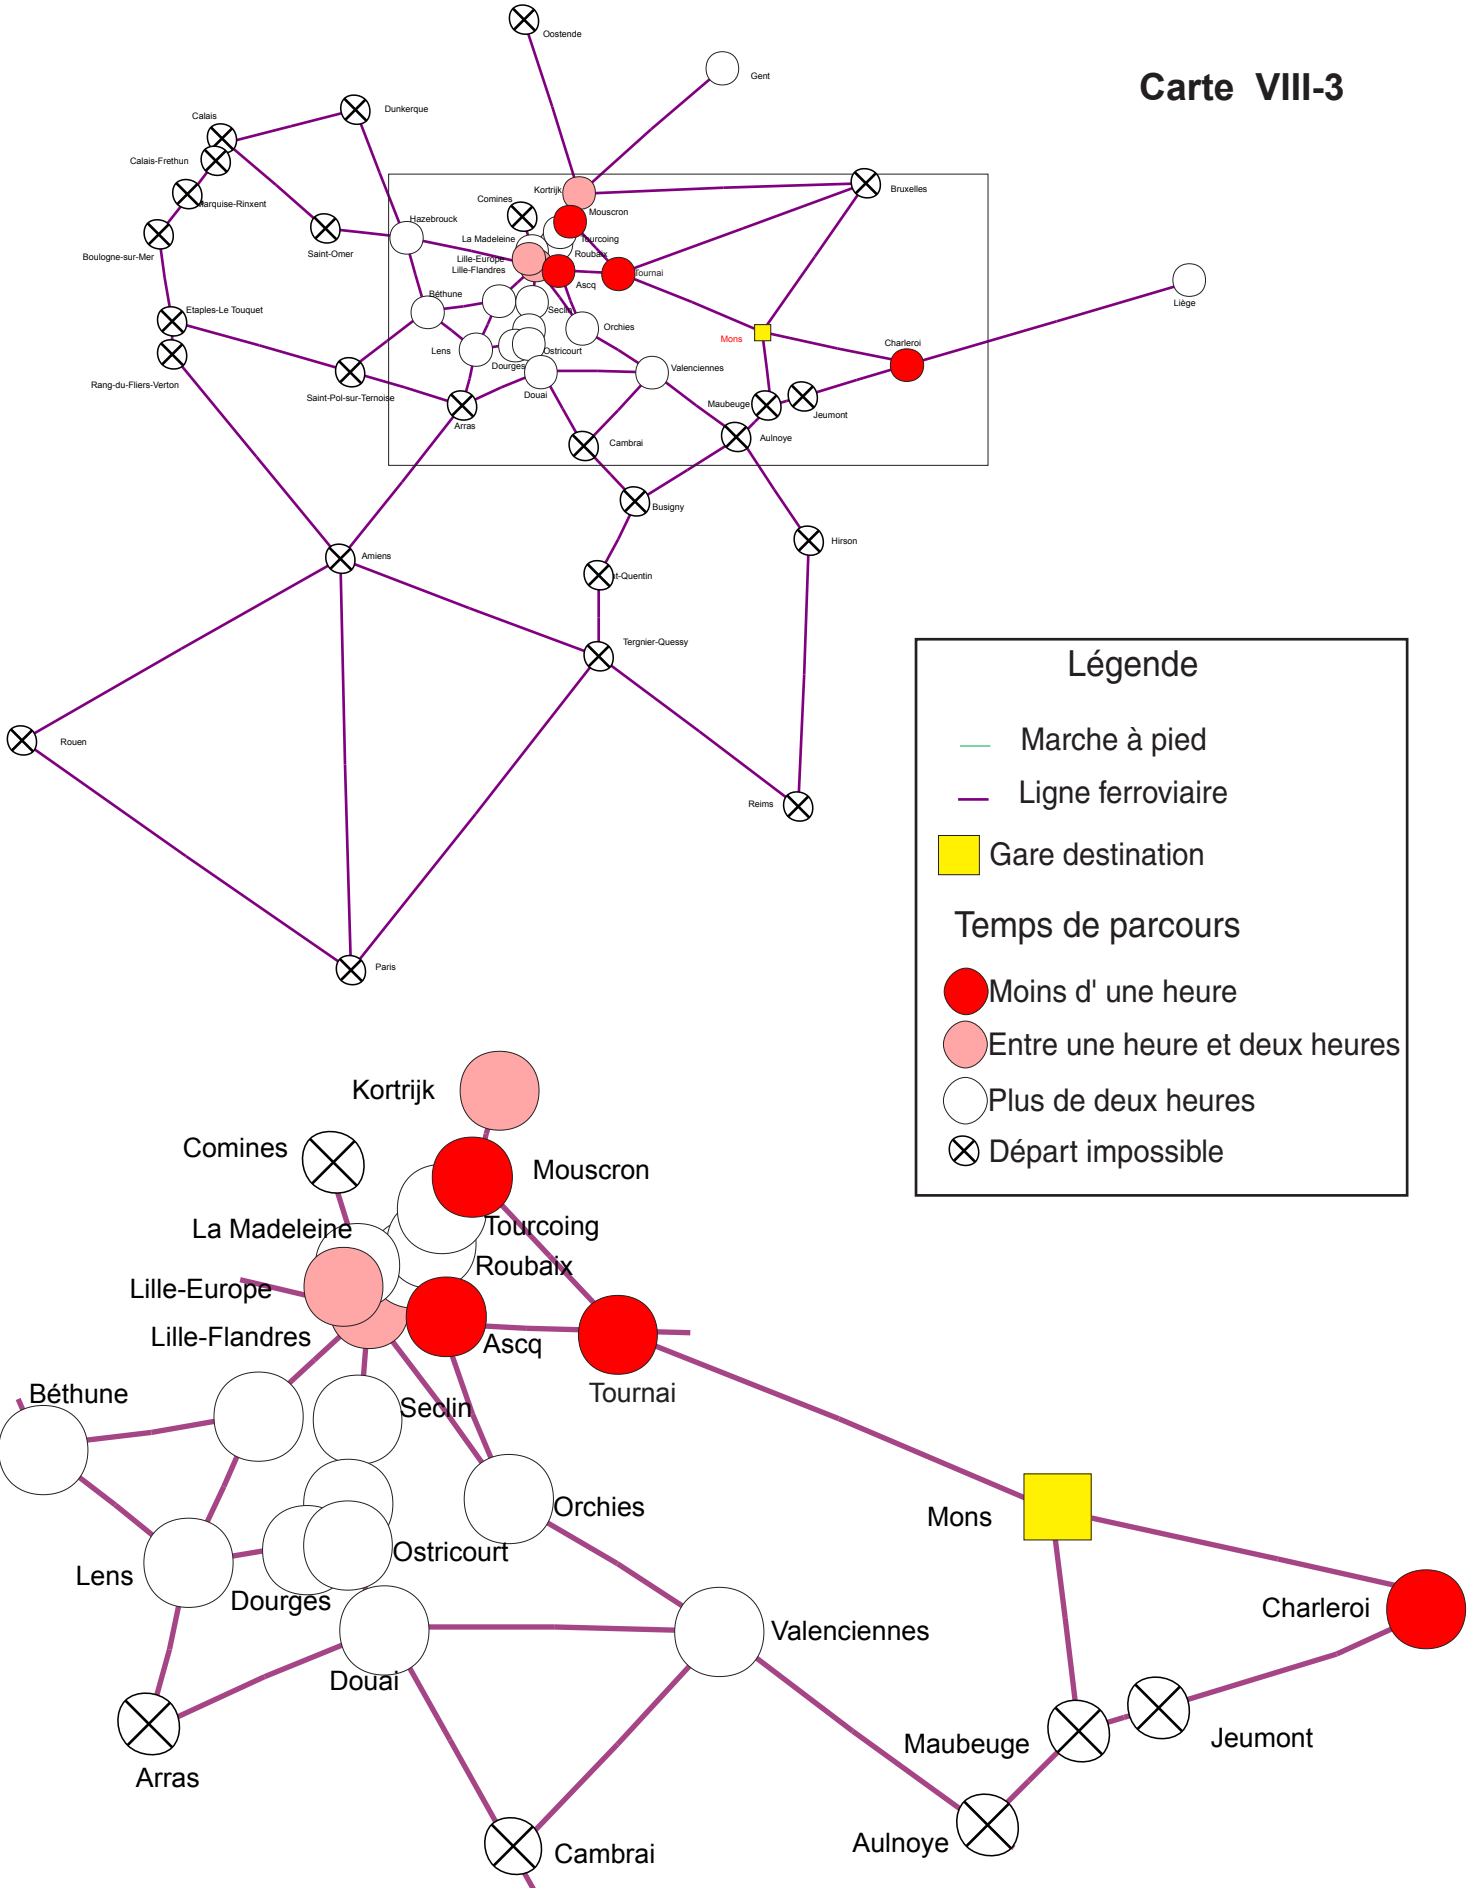 Carte VIII-3
Oostende
Gent
Dunkerque
Calais
Calais-Frethun
Bruxelles
Kortrijk
Comines
Marquise-Rinxent
Mouscron
Hazebrouck
Tourcoing
La Madeleine
Saint-Omer
Roubaix
Boulogne-sur-Mer
Lille-Europe
Lille-Flandres
Tournai
Ascq
Liège
Béthune
Etaples-Le Touquet
Seclin
Orchies
Mons
Charleroi
Lens
Ostricourt
Dourges
Valenciennes
Rang-du-Fliers-Verton
Saint-Pol-sur-Ternoise
Douai
Maubeuge
Jeumont
Arras
Aulnoye
Cambrai
Busigny
Hirson
Amiens
t-Quentin
Tergnier-Quessy
Rouen
Reims
Paris
Légende
Marche à pied
Ligne ferroviaire
Gare destination
Temps de parcours
Moins d' une heure
Entre une heure et deux heures
Plus de deux heures
Départ impossible
Kortrijk
Comines
Mouscron
La Madeleine
Tourcoing
Roubaix
Lille-Europe
Lille-Flandres
Ascq
Tournai
Béthune
Seclin
Orchies
Mons
Ostricourt
Lens
Dourges
Charleroi
Valenciennes
Douai
Jeumont
Maubeuge
Arras
Aulnoye
Cambrai